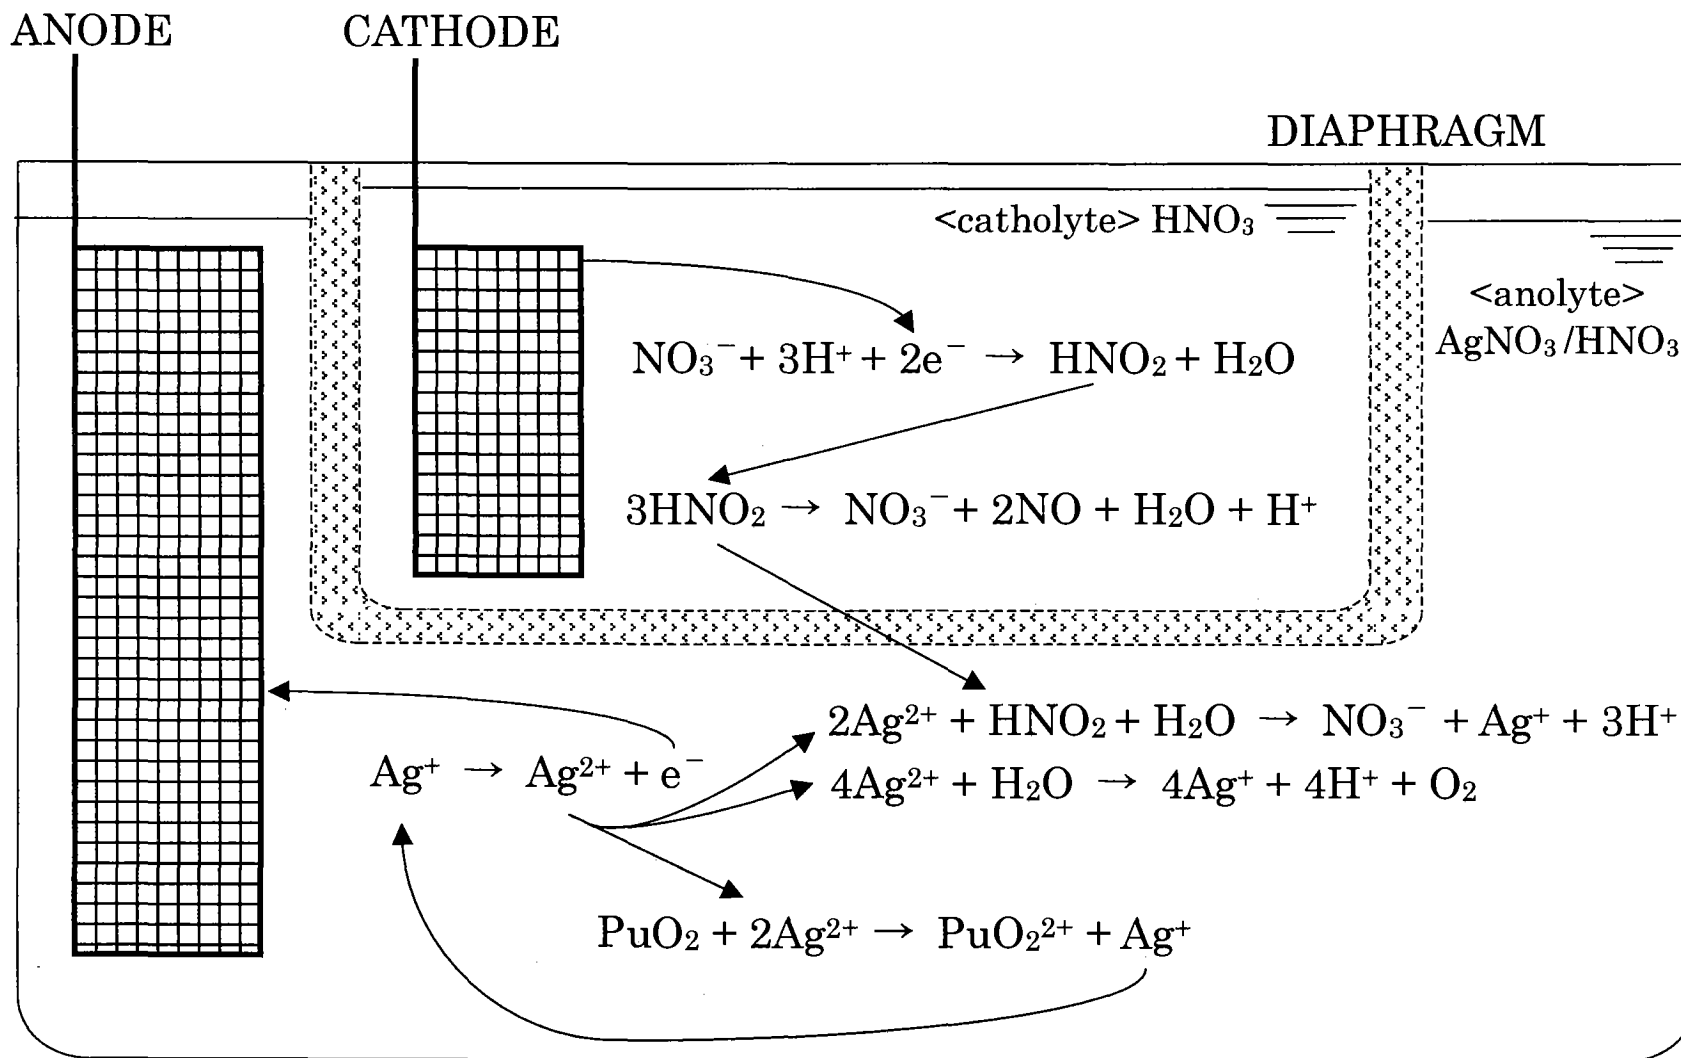 ANODE
CATHODE
DIAPHRAGM
<catholyte> HNO₃
<anolyte>
AgNO₃/HNO₃
NO₃⁻ + 3H⁺ + 2e⁻ → HNO₂ + H₂O
3HNO₂ → NO₃⁻ + 2NO + H₂O + H⁺
2Ag²⁺ + HNO₂ + H₂O → NO₃⁻ + Ag⁺ + 3H⁺
Ag⁺ → Ag²⁺ + e⁻
4Ag²⁺ + H₂O → 4Ag⁺ + 4H⁺ + O₂
PuO₂ + 2Ag²⁺ → PuO₂²⁺ + Ag⁺